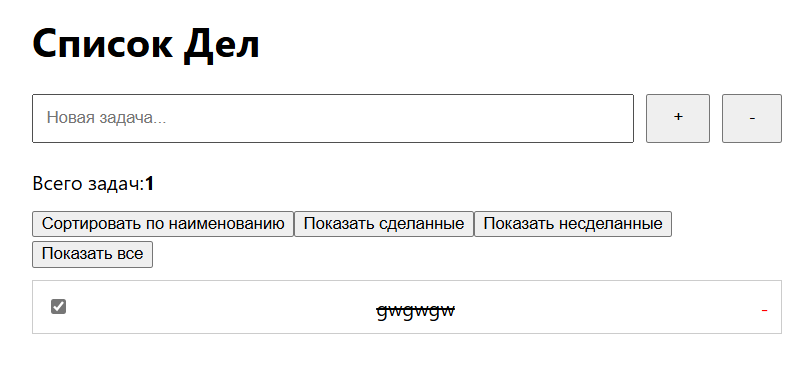 Список Дел
Новая задача... + -
Всего задач:1
Сортировать по наименованию Показать сделанные Показать несделанные
Показать все
gwgwgw -